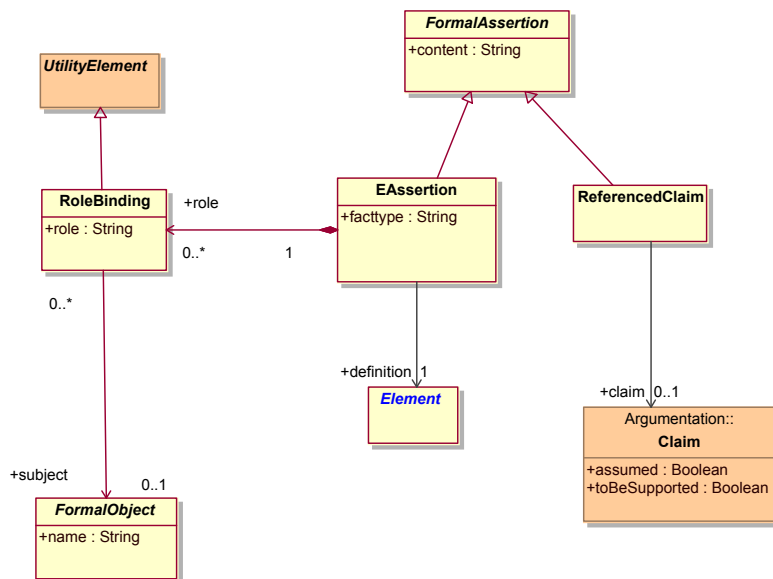 FormalAssertion
+content : String
UtilityElement
RoleBinding
+role : String
+role
0..*
1
EAssertion
+facttype : String
ReferencedClaim
0..*
+definition 1
Element
+claim 0..1
Argumentation::
Claim
+assumed : Boolean
+toBeSupported : Boolean
+subject
0..1
FormalObject
+name : String